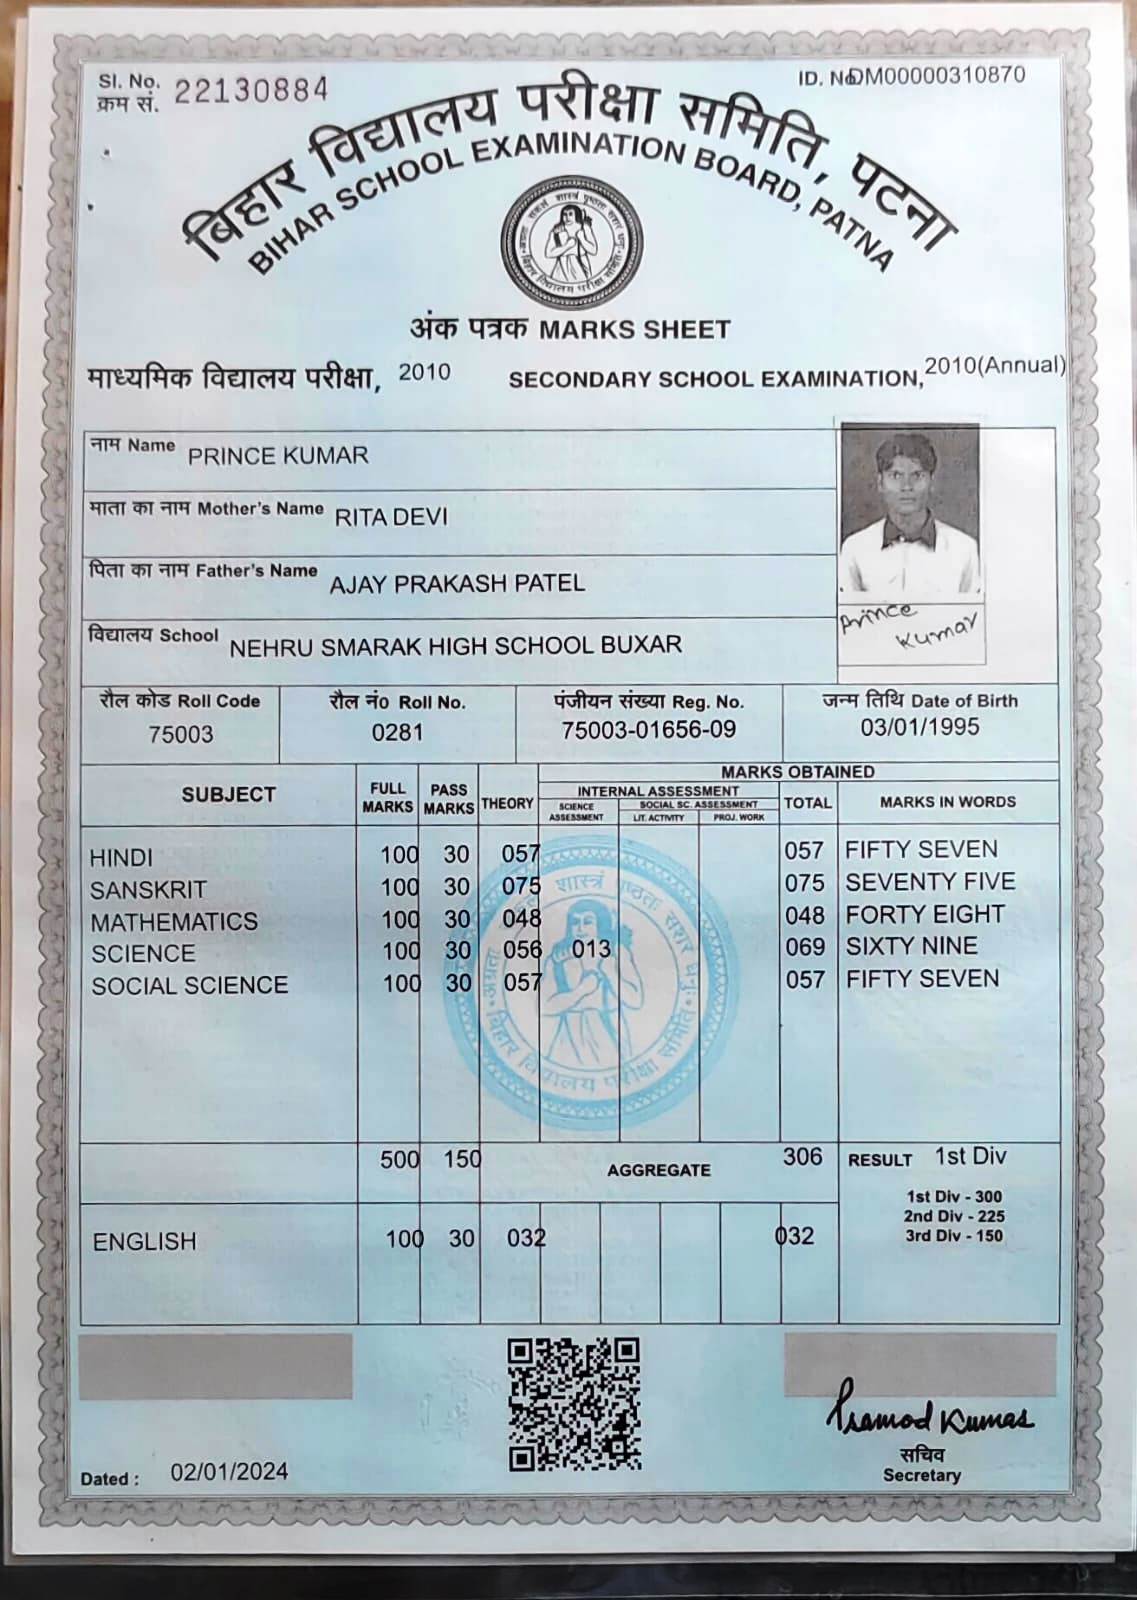 Sl. No. 22130884
क्रम सं.
ID. No. DM00000310870
बिहार विद्यालय परीक्षा समिति, पटना
BIHAR SCHOOL EXAMINATION BOARD, PATNA
अंक पत्रक MARKS SHEET
माध्यमिक विद्यालय परीक्षा, 2010 SECONDARY SCHOOL EXAMINATION, 2010(Annual)
नाम Name PRINCE KUMAR
माता का नाम Mother's Name RITA DEVI
पिता का नाम Father's Name AJAY PRAKASH PATEL
Prince
Kumar
विद्यालय School NEHRU SMARAK HIGH SCHOOL BUXAR
रौल कोड Roll Code रौल नं0 Roll No. पंजीयन संख्या Reg. No. जन्म तिथि Date of Birth
75003 0281 75003-01656-09 03/01/1995
MARKS OBTAINED
SUBJECT FULL MARKS PASS MARKS THEORY INTERNAL ASSESSMENT TOTAL MARKS IN WORDS
SCIENCE ASSESSMENT SOCIAL SC. ASSESSMENT
LIT. ACTIVITY PROJ. WORK
HINDI 100 30 057 057 FIFTY SEVEN
SANSKRIT 100 30 075 075 SEVENTY FIVE
MATHEMATICS 100 30 048 048 FORTY EIGHT
SCIENCE 100 30 056 013 069 SIXTY NINE
SOCIAL SCIENCE 100 30 057 057 FIFTY SEVEN
बिहार विद्यालय परीक्षा समिति
500 150 AGGREGATE 306 RESULT 1st Div
1st Div - 300
2nd Div - 225
3rd Div - 150
ENGLISH 100 30 032 032
Pramod Kumar
सचिव
Secretary
Dated : 02/01/2024